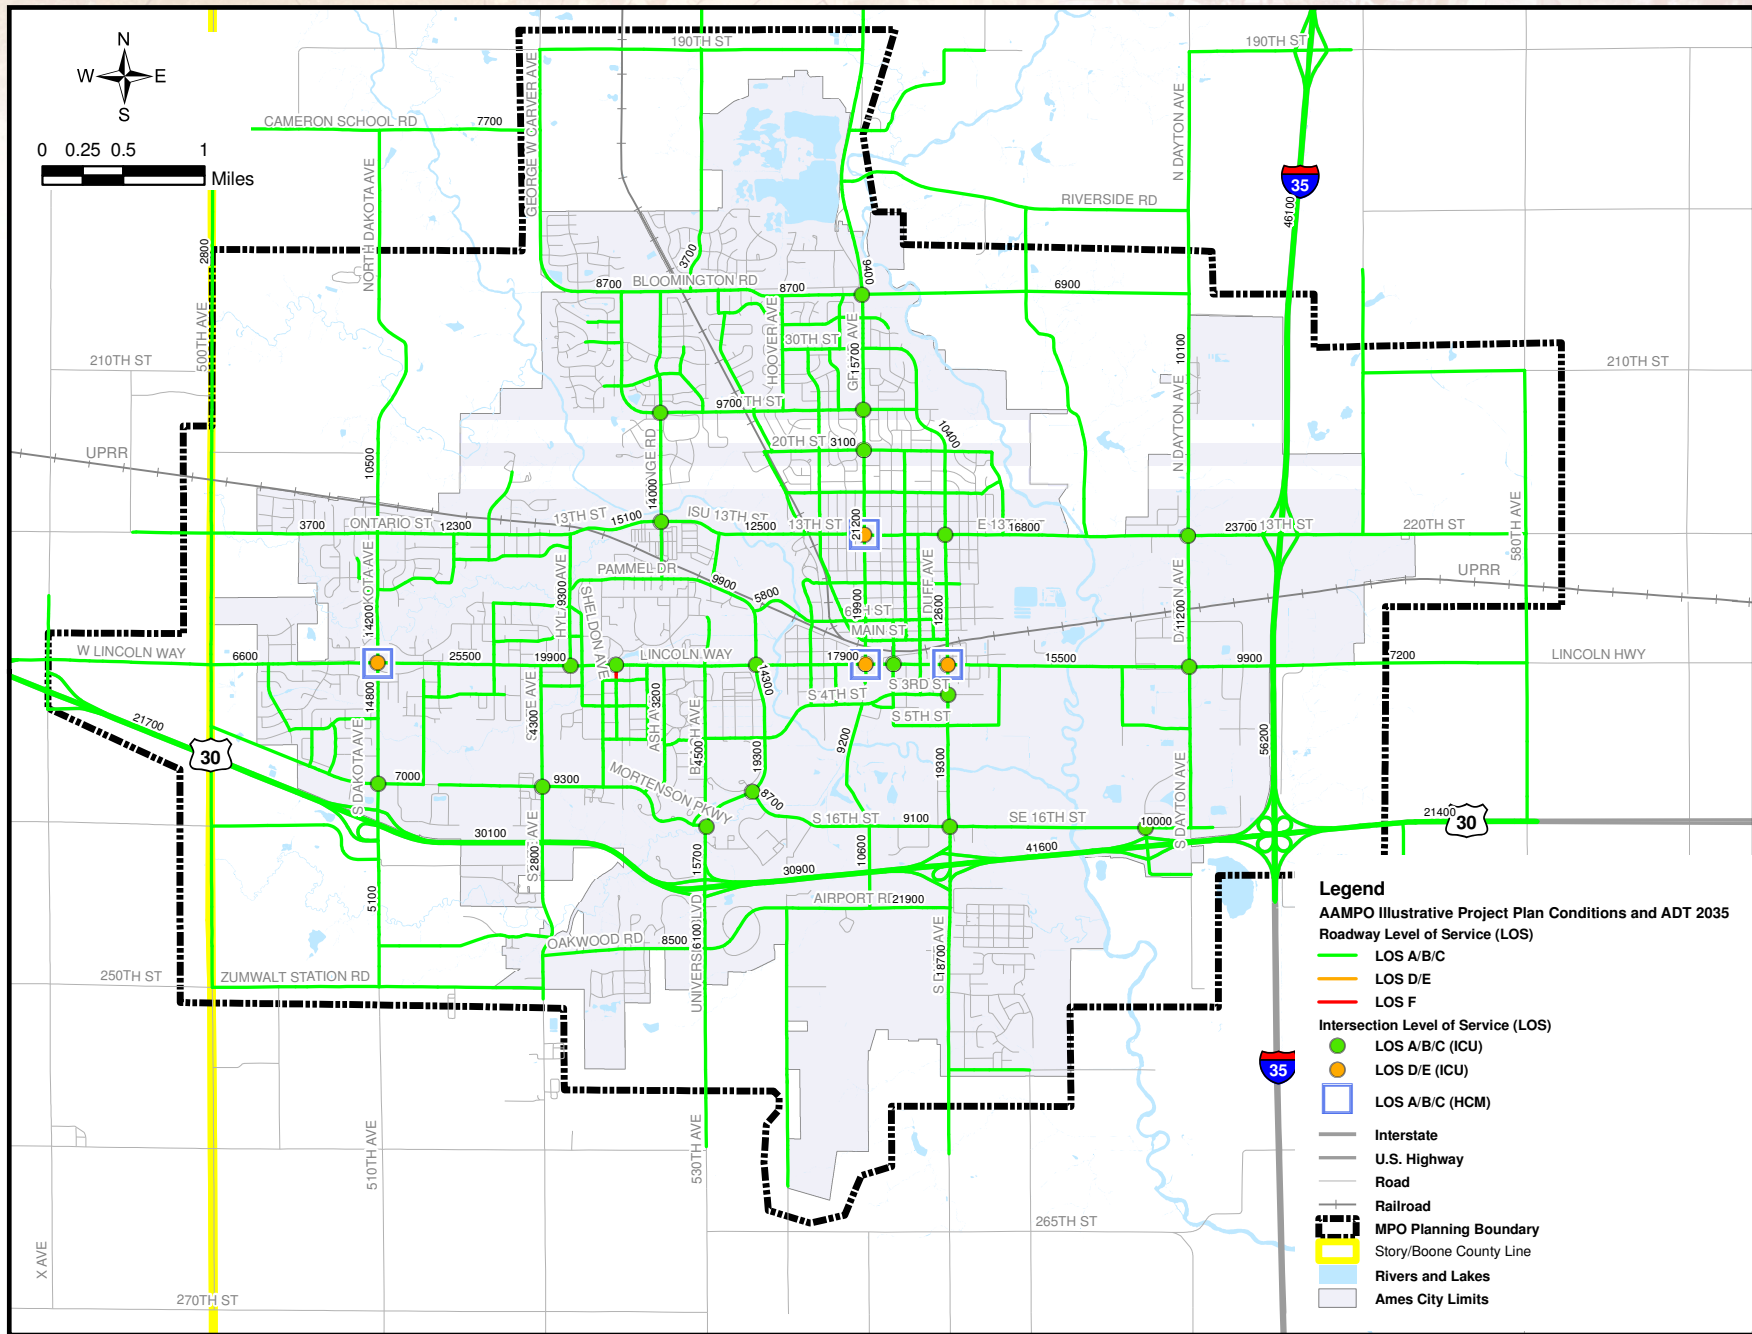 N
W E
S
0 0.25 0.5 1
Miles
190TH ST
190TH ST
CAMERON SCHOOL RD
7700
GEORGE W CARVER AVE
NORTH DAKOTA AVE
N DAYTON AVE
35
46100
RIVERSIDE RD
2800
500TH AVE
3700
9400
8700
BLOOMINGTON RD
8700
6900
HOOVER AVE
30TH ST
15700
AVE
10100
210TH ST
210TH ST
9700
TH ST
10400
N DAYTON AVE
20TH ST
3100
UPRR
10500
14000
NGE RD
580TH AVE
3700
ONTARIO ST
12300
13TH ST
15100
ISU 13TH ST
12500
13TH ST
21200
E 13TH
16800
23700
13TH ST
220TH ST
UPRR
PAMMEL DR
9900
5800
9300
AVE
SHELDON AVE
KOTA AVE
14200
19900
DUFF AVE
12600
N AVE
11200
MAIN ST
W LINCOLN WAY
6600
25500
19900
LINCOLN WAY
17900
15500
9900
7200
LINCOLN HWY
14800
14300
S 4TH ST
S 3RD ST
S 5TH ST
3200
4300
4500
AVE
19300
9200
19300
56200
21700
30
S DAKOTA AVE
7000
9300
MORTENSON PKWY
8700
S 16TH ST
9100
SE 16TH ST
10000
S DAYTON AVE
21400
30
30100
2800
AVE
15700
10600
30900
41600
5100
AIRPORT R
21900
OAKWOOD RD
8500
6100
18700
AVE
250TH ST
ZUMWALT STATION RD
510TH AVE
530TH AVE
35
265TH ST
X AVE
270TH ST
Legend
AAMPO Illustrative Project Plan Conditions and ADT 2035
Roadway Level of Service (LOS)
LOS A/B/C
LOS D/E
LOS F
Intersection Level of Service (LOS)
LOS A/B/C (ICU)
LOS D/E (ICU)
LOS A/B/C (HCM)
Interstate
U.S. Highway
Road
Railroad
MPO Planning Boundary
Story/Boone County Line
Rivers and Lakes
Ames City Limits